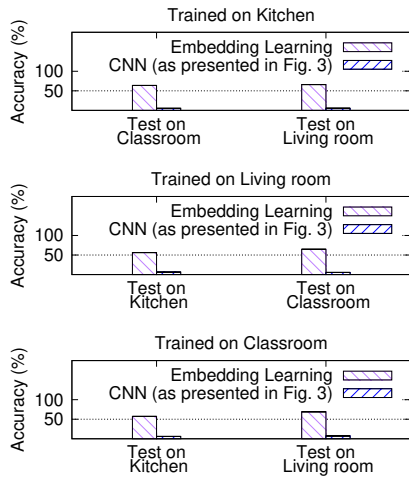 Trained on Kitchen
Accuracy (%)
100
50
Embedding Learning
CNN (as presented in Fig. 3)
Test on
Classroom
Test on
Living room
Trained on Living room
Accuracy (%)
100
50
Embedding Learning
CNN (as presented in Fig. 3)
Test on
Kitchen
Test on
Classroom
Trained on Classroom
Accuracy (%)
100
50
Embedding Learning
CNN (as presented in Fig. 3)
Test on
Kitchen
Test on
Living room